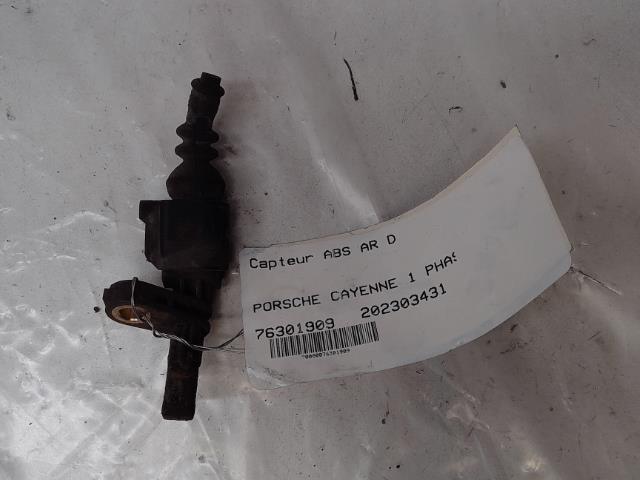 Capteur ABS AR D
PORSCHE CAYENNE 1 PHAS
76301909 202303431